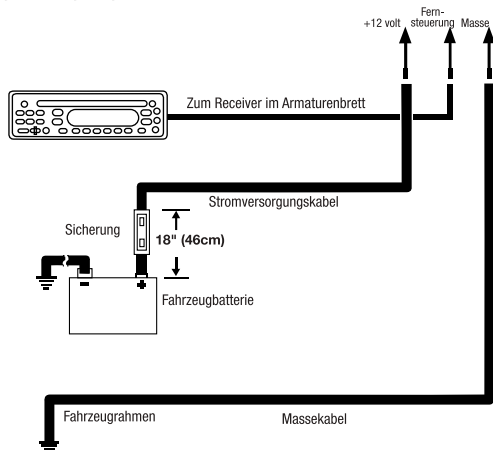 Fern-
+12 volt steuerung Masse
Zum Receiver im Armaturenbrett
Stromversorgungskabel
Sicherung
18" (46cm)
- +
Fahrzeugbatterie
Fahrzeugrahmen Massekabel